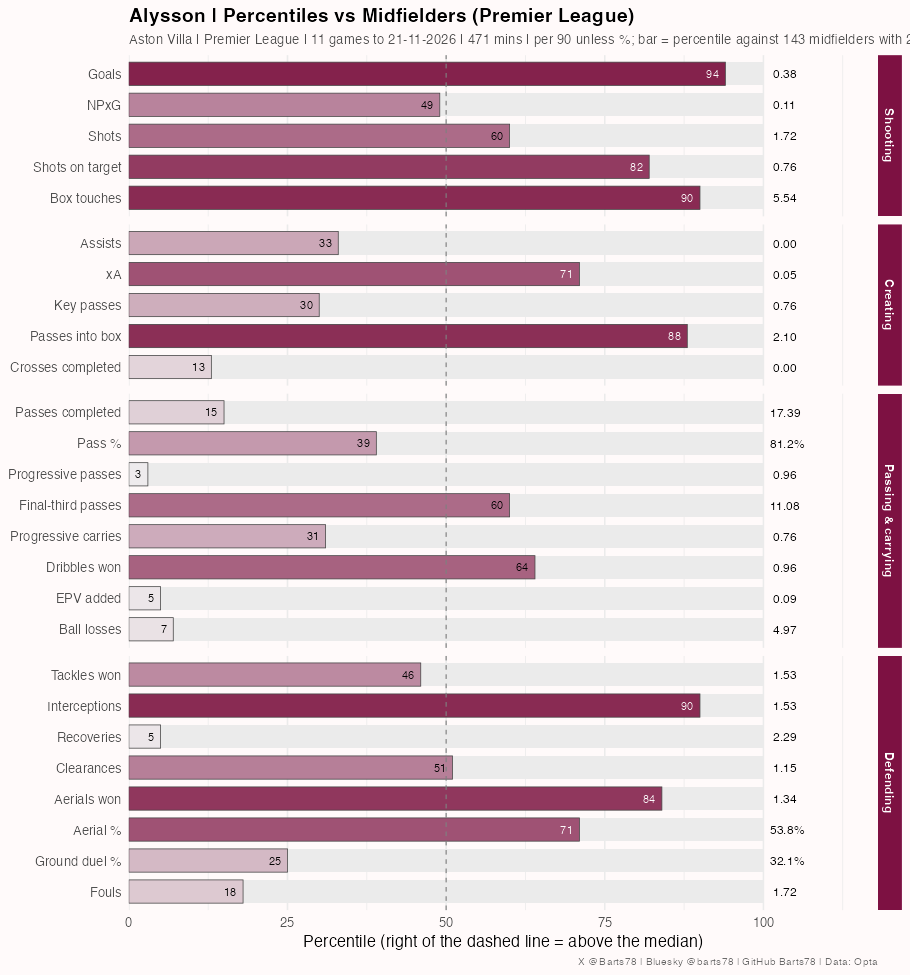 Alysson | Percentiles vs Midfielders (Premier League)
Aston Villa | Premier League | 11 games to 21-11-2026 | 471 mins | per 90 unless %; bar = percentile against 143 midfielders with 2
Goals 94 0.38
NPxG 49 0.11
Shots 60 1.72
Shots on target 82 0.76
Box touches 90 5.54
Shooting
Assists 33 0.00
xA 71 0.05
Key passes 30 0.76
Passes into box 88 2.10
Crosses completed 13 0.00
Creating
Passes completed 15 17.39
Pass % 39 81.2%
Progressive passes 3 0.96
Final-third passes 60 11.08
Progressive carries 31 0.76
Dribbles won 64 0.96
EPV added 5 0.09
Ball losses 7 4.97
Passing & carrying
Tackles won 46 1.53
Interceptions 90 1.53
Recoveries 5 2.29
Clearances 51 1.15
Aerials won 84 1.34
Aerial % 71 53.8%
Ground duel % 25 32.1%
Fouls 18 1.72
Defending
0 25 50 75 100
Percentile (right of the dashed line = above the median)
X @Barts78 | Bluesky @barts78 | GitHub Barts78 | Data: Opta